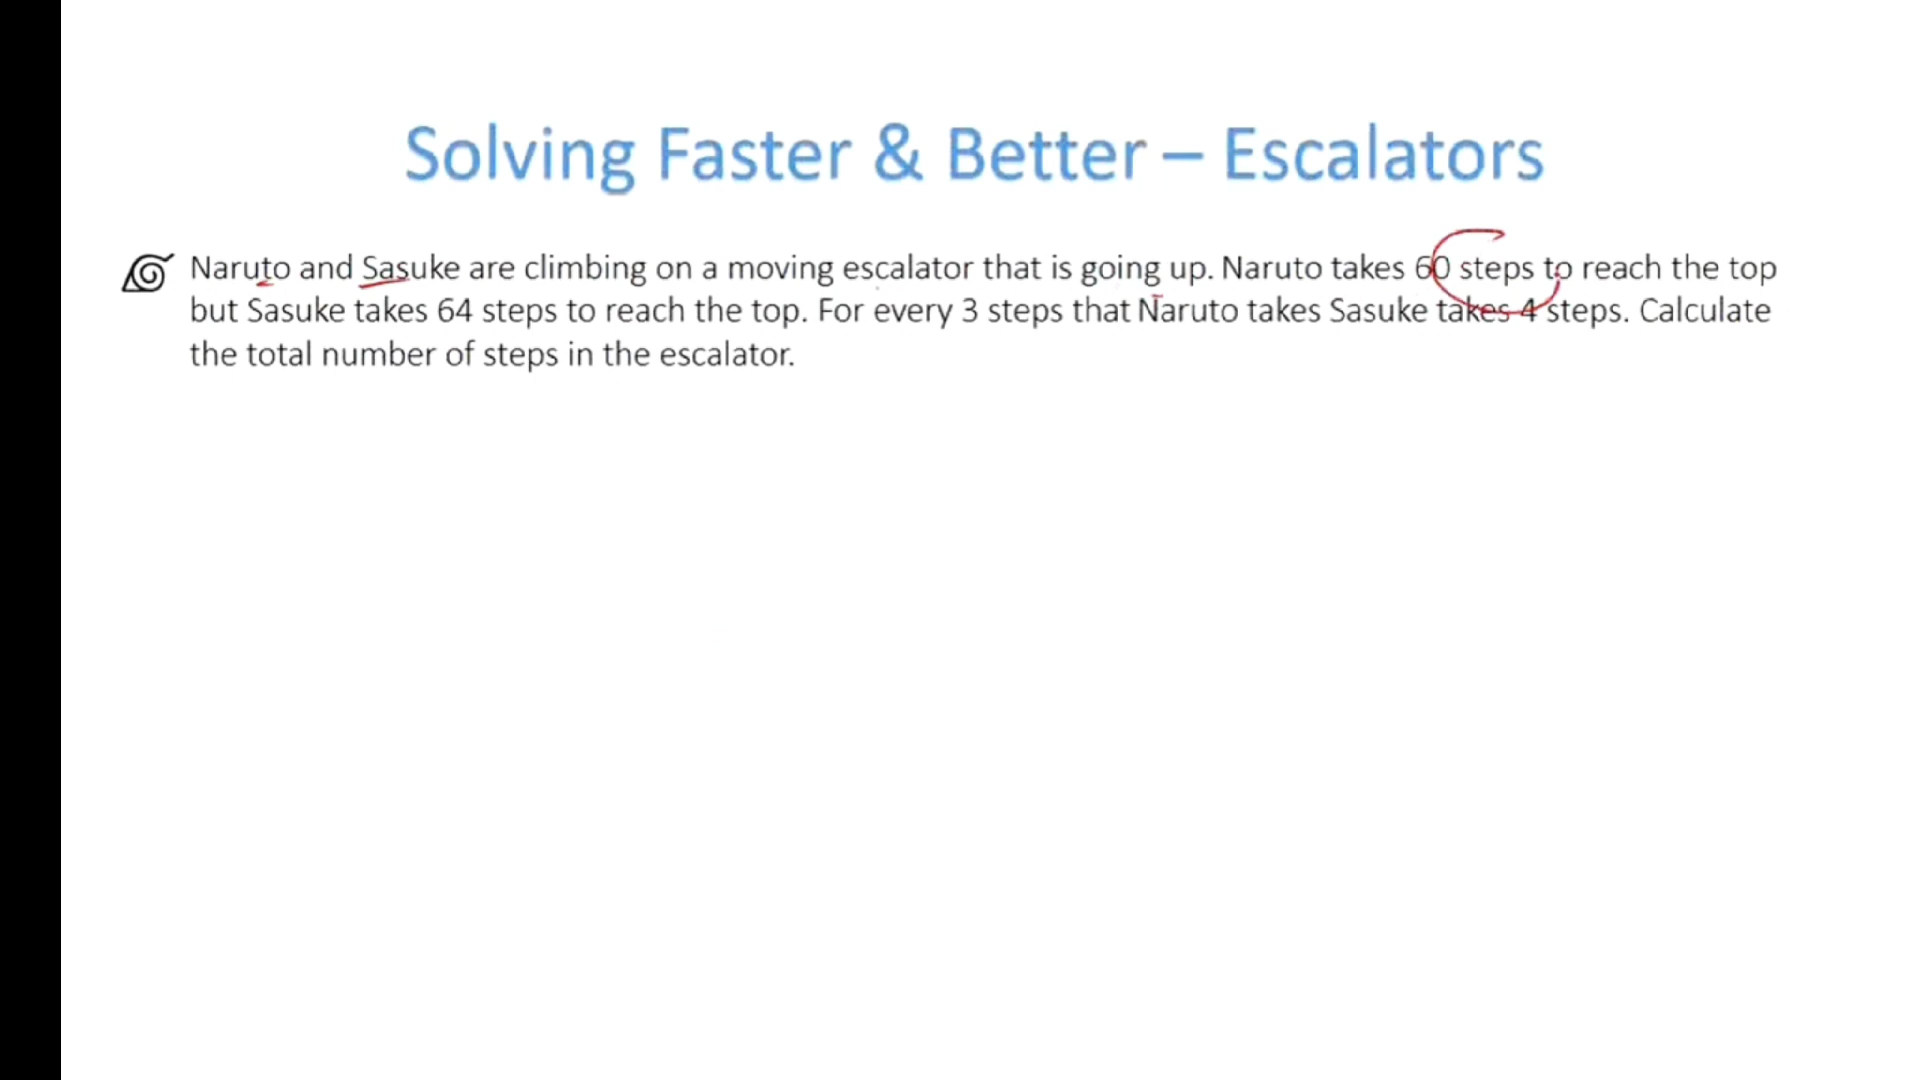 Solving Faster & Better – Escalators
Naruto and Sasuke are climbing on a moving escalator that is going up. Naruto takes 60 steps to reach the top
but Sasuke takes 64 steps to reach the top. For every 3 steps that Naruto takes Sasuke takes 4 steps. Calculate
the total number of steps in the escalator.